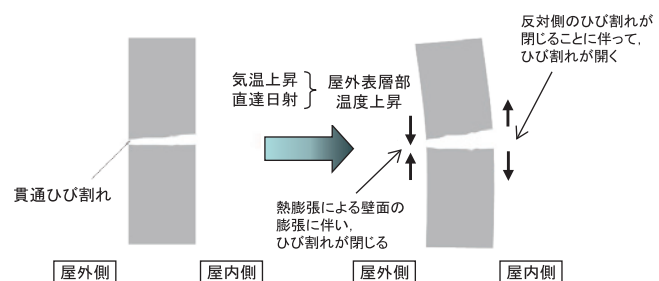 貫通ひび割れ
屋外側
屋内側
気温上昇
直達日射
屋外表層部
温度上昇
反対側のひび割れが
閉じることに伴って,
ひび割れが開く
熱膨張による壁面の
膨張に伴い,
ひび割れが閉じる
屋外側
屋内側